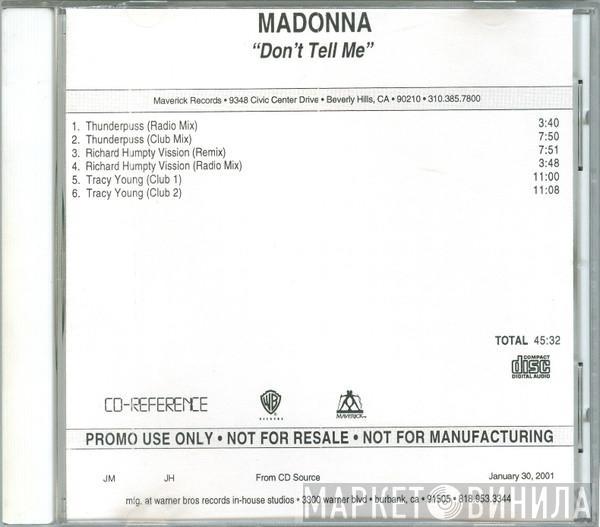 MADONNA
“Don't Tell Me”
Maverick Records • 9348 Civic Center Drive • Beverly Hills, CA • 90210 • 310.385.7800
1. Thunderpuss (Radio Mix) 3:40
2. Thunderpuss (Club Mix) 7:50
3. Richard Humpty Vission (Remix) 7:51
4. Richard Humpty Vission (Radio Mix) 3:48
5. Tracy Young (Club 1) 11:00
6. Tracy Young (Club 2) 11:08
TOTAL 45:32
COMPACT
disc
DIGITAL AUDIO
CD-REFERENCE
WB
RECORDS
MAVERICK
PROMO USE ONLY • NOT FOR RESALE • NOT FOR MANUFACTURING
JM JH From CD Source January 30, 2001
mfg. at warner bros records in-house studios • 3300 warner blvd • burbank, ca • 91505 • 818.953.3344
МАРКЕТ ВИНИЛА